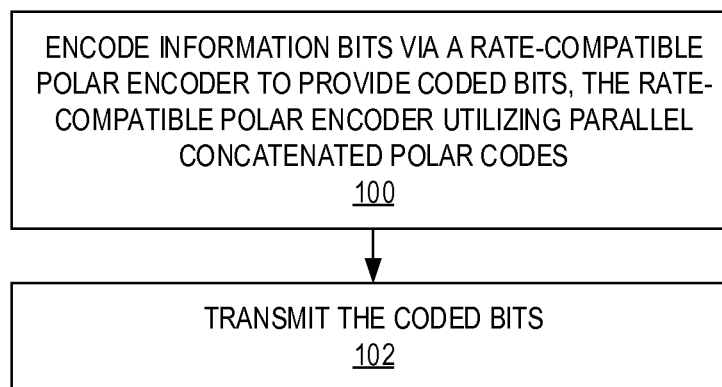 ENCODE INFORMATION BITS VIA A RATE-COMPATIBLE
POLAR ENCODER TO PROVIDE CODED BITS, THE RATE-
COMPATIBLE POLAR ENCODER UTILIZING PARALLEL
CONCATENATED POLAR CODES
100
TRANSMIT THE CODED BITS
102